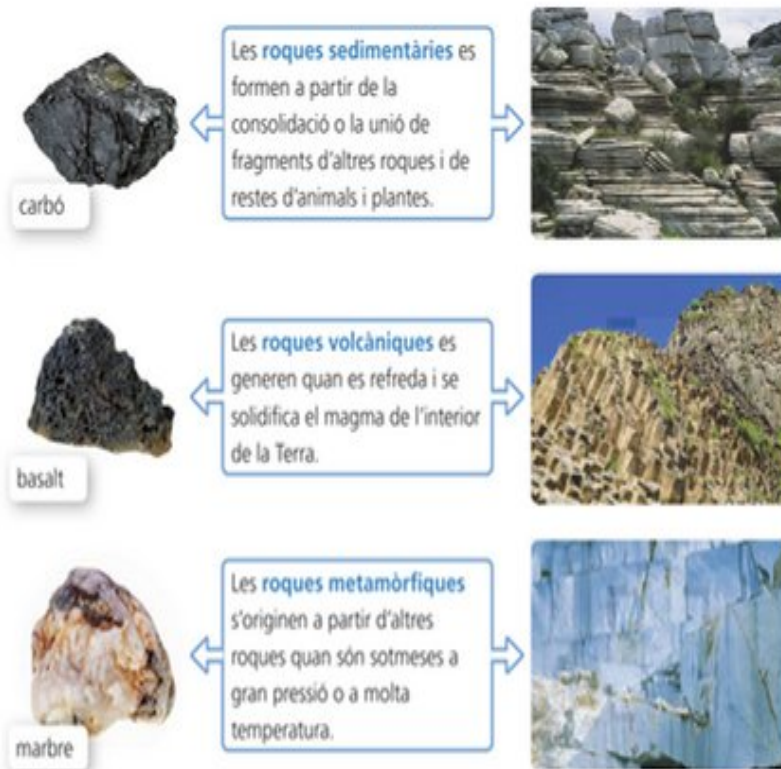 Les roques sedimentàries es
formen a partir de la
consolidació o la unió de
fragments d'altres roques i de
restes d'animals i plantes.
carbó
Les roques volcàniques es
generen quan es refreda i se
solidifica el magma de l'interior
de la Terra.
basalt
Les roques metamòrfiques
s'originen a partir d'altres
roques quan són sotmeses a
gran pressió o a molta
temperatura.
marbre